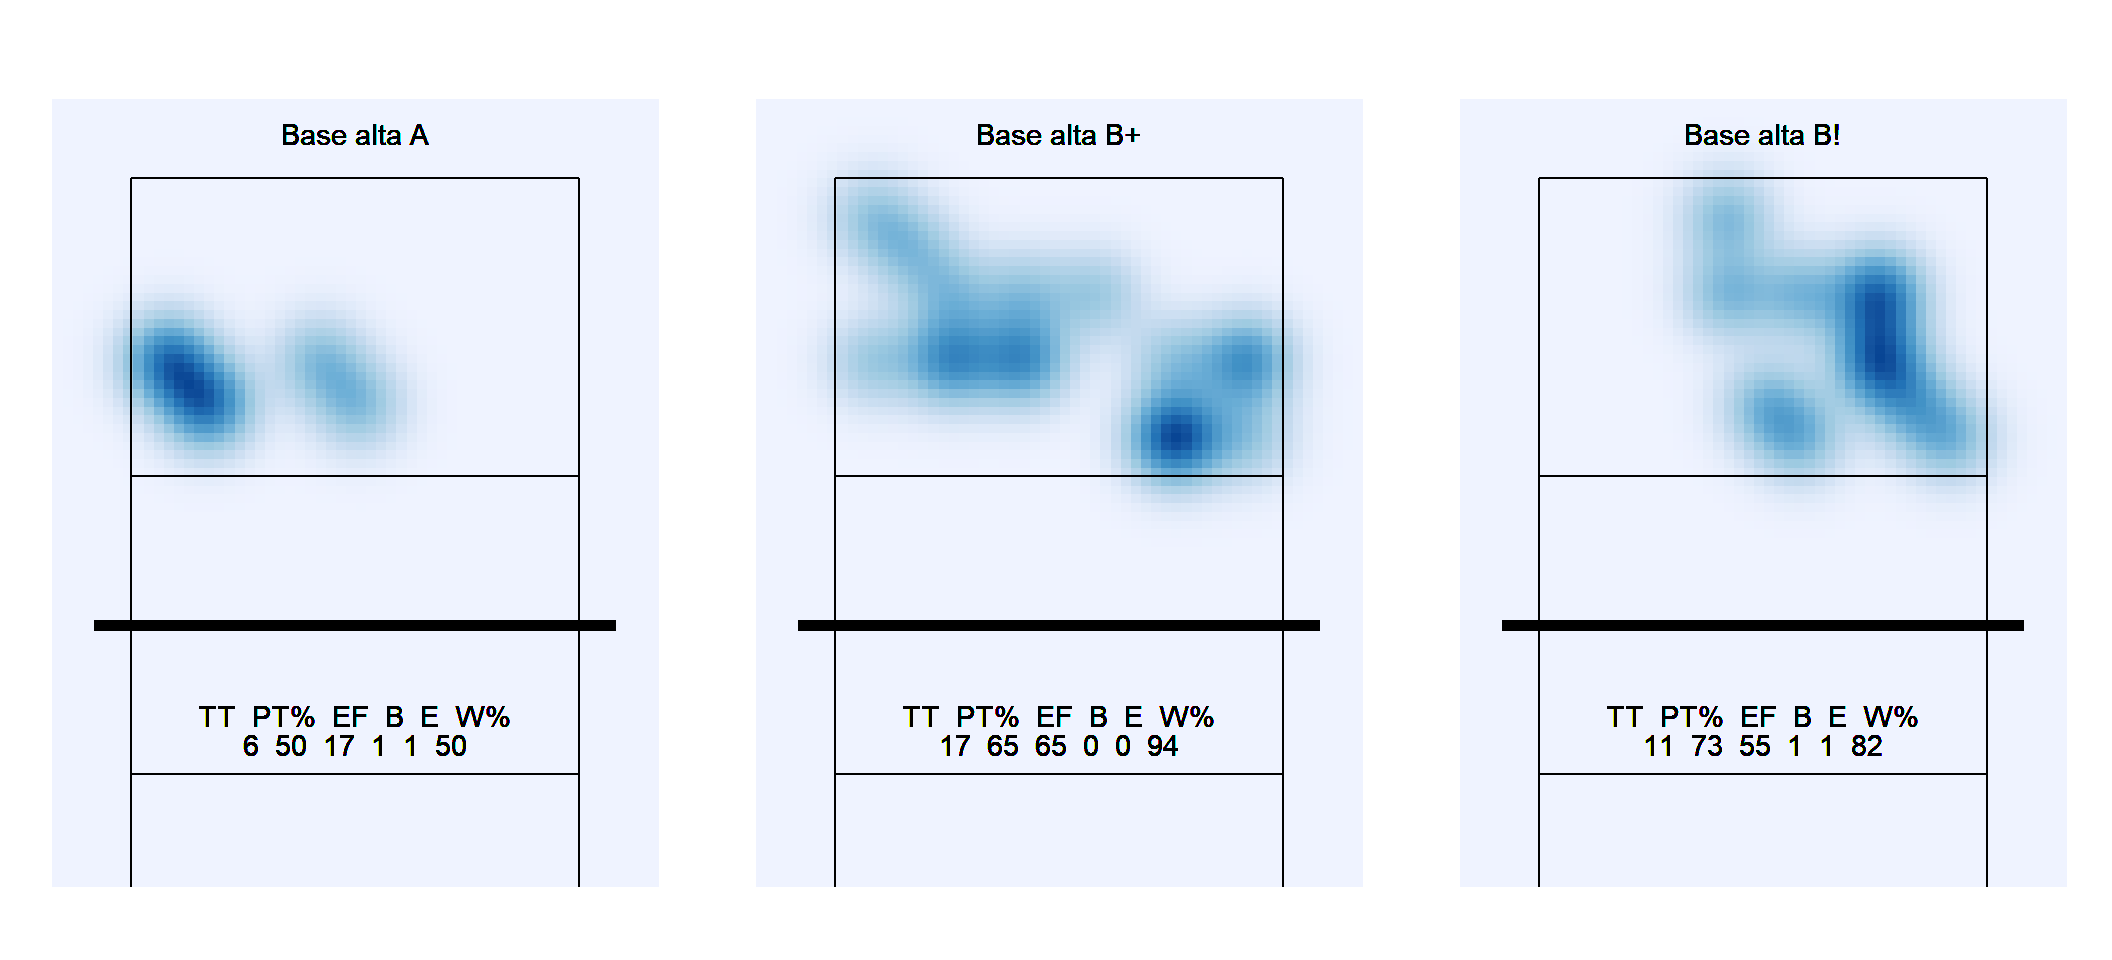 Base alta A
TT PT% EF B E W%
6 50 17 1 1 50
Base alta B+
TT PT% EF B E W%
17 65 65 0 0 94
Base alta B!
TT PT% EF B E W%
11 73 55 1 1 82